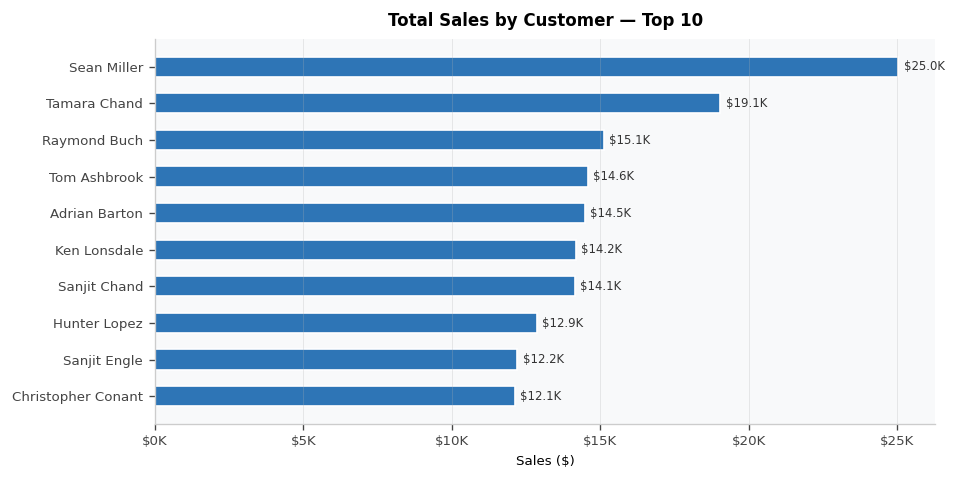 Total Sales by Customer — Top 10
Sean Miller $25.0K
Tamara Chand $19.1K
Raymond Buch $15.1K
Tom Ashbrook $14.6K
Adrian Barton $14.5K
Ken Lonsdale $14.2K
Sanjit Chand $14.1K
Hunter Lopez $12.9K
Sanjit Engle $12.2K
Christopher Conant $12.1K
$0K $5K $10K $15K $20K $25K
Sales ($)